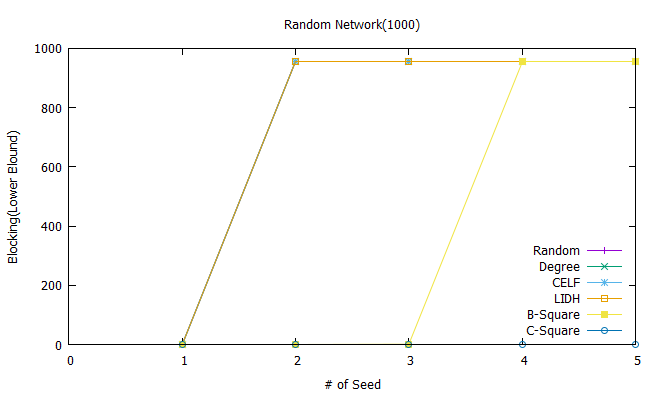 Random Network(1000)
1000
800
600
400
200
0
Blocking(Lower Blound)
Random
Degree
CELF
LIDH
B-Square
C-Square
0 1 2 3 4 5
# of Seed